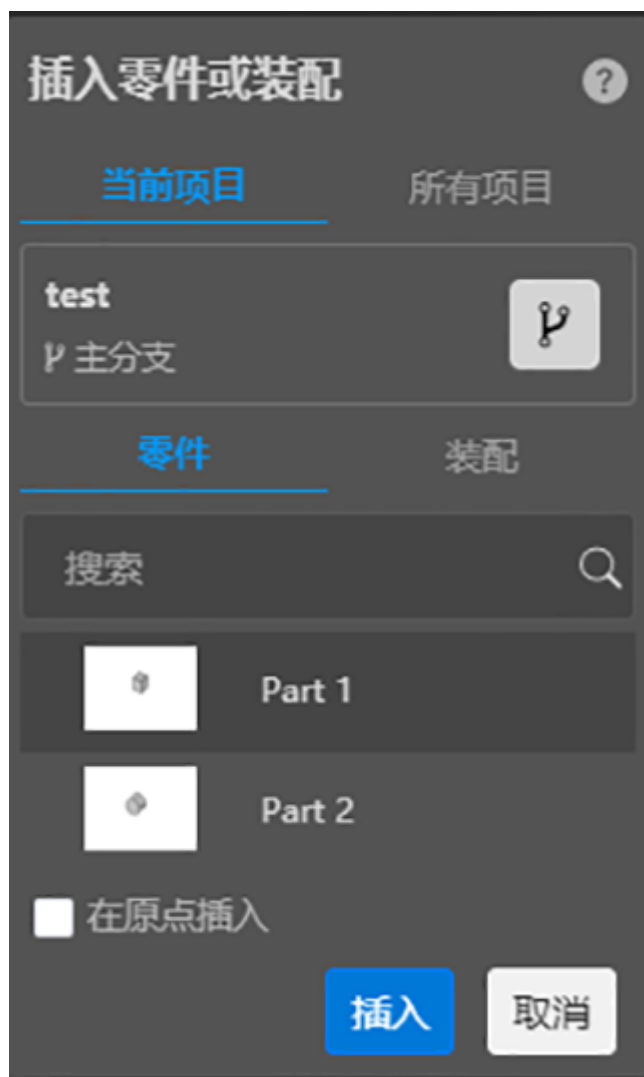 插入零件或装配 ?
当前项目 所有项目
test
主分支
零件 装配
搜索
Part 1
Part 2
在原点插入
插入 取消